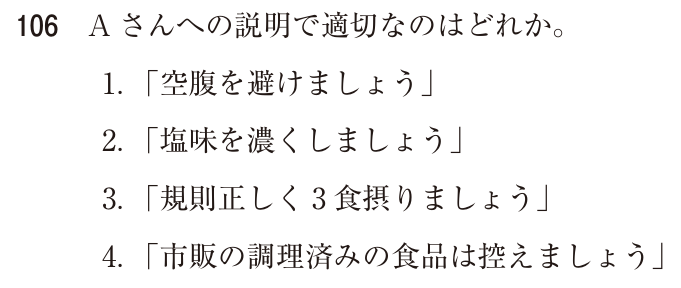 106 Aさんへの説明で適切なのはどれか。
1.「空腹を避けましょう」
2.「塩味を濃くしましょう」
3.「規則正しく3食摂りましょう」
4.「市販の調理済みの食品は控えましょう」